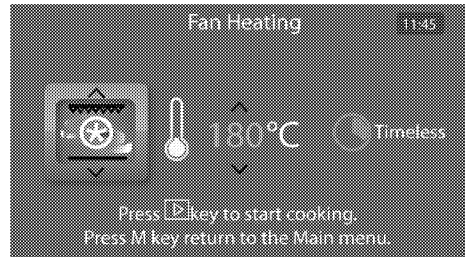 Fan Heating
11:45
180°C
Timeless
Press key to start cooking.
Press M key return to the Main menu.